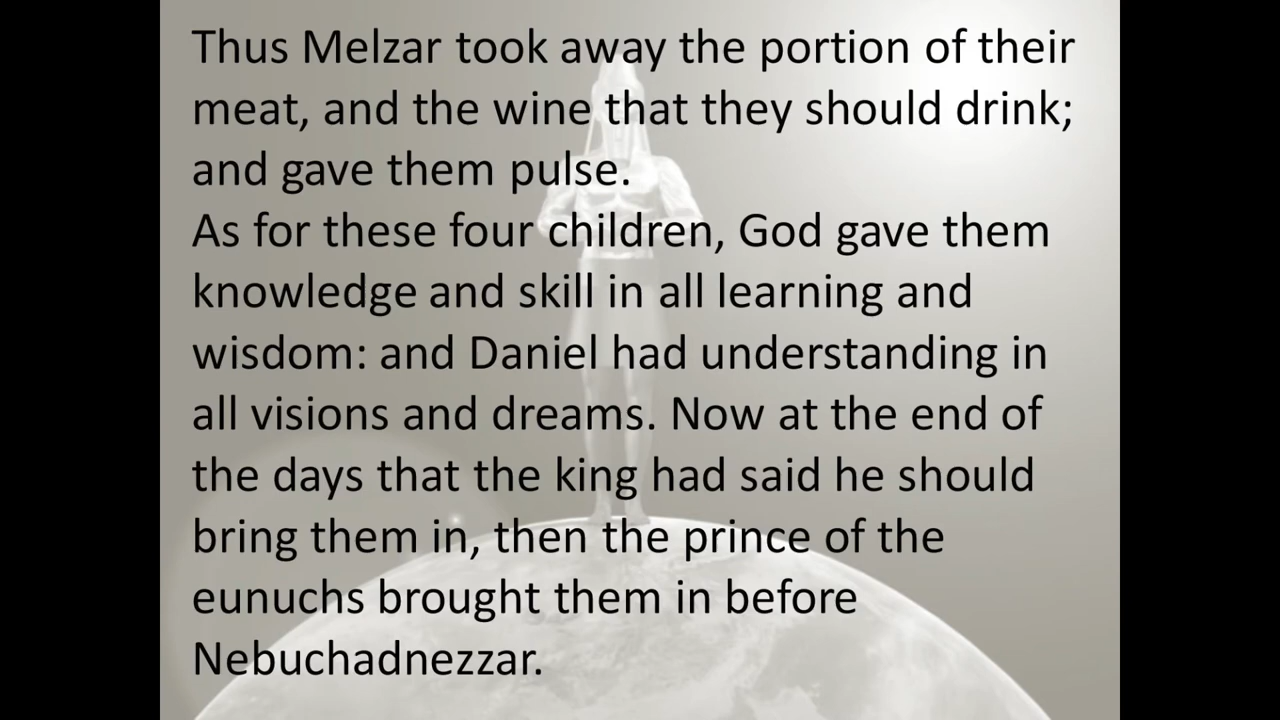 Thus Melzar took away the portion of their
meat, and the wine that they should drink;
and gave them pulse.
As for these four children, God gave them
knowledge and skill in all learning and
wisdom: and Daniel had understanding in
all visions and dreams. Now at the end of
the days that the king had said he should
bring them in, then the prince of the
eunuchs brought them in before
Nebuchadnezzar.